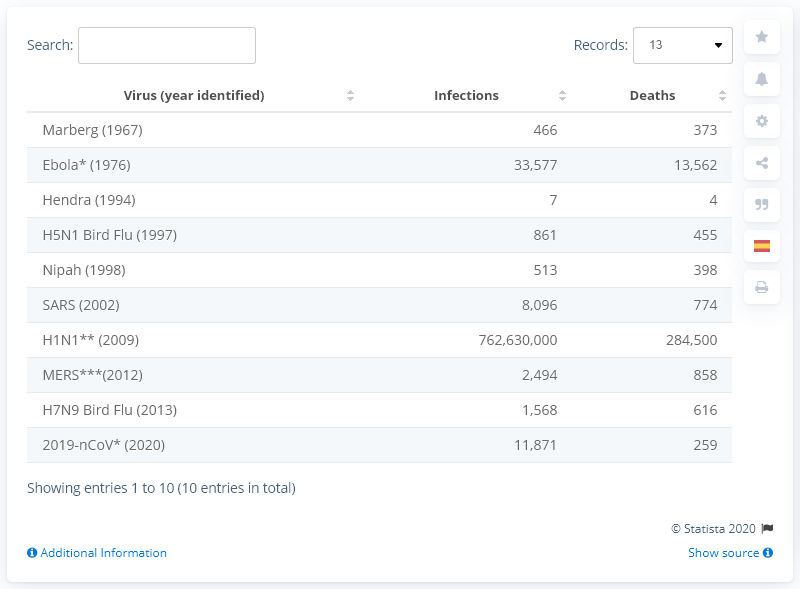 Search: Records: 13
Virus (year identified) Infections Deaths
Marberg (1967) 466 373
Ebola* (1976) 33,577 13,562
Hendra (1994) 7 4
H5N1 Bird Flu (1997) 861 455
Nipah (1998) 513 398
SARS (2002) 8,096 774
H1N1** (2009) 762,630,000 284,500
MERS***(2012) 2,494 858
H7N9 Bird Flu (2013) 1,568 616
2019-nCoV* (2020) 11,871 259
Showing entries 1 to 10 (10 entries in total)
© Statista 2020
Additional Information Show source